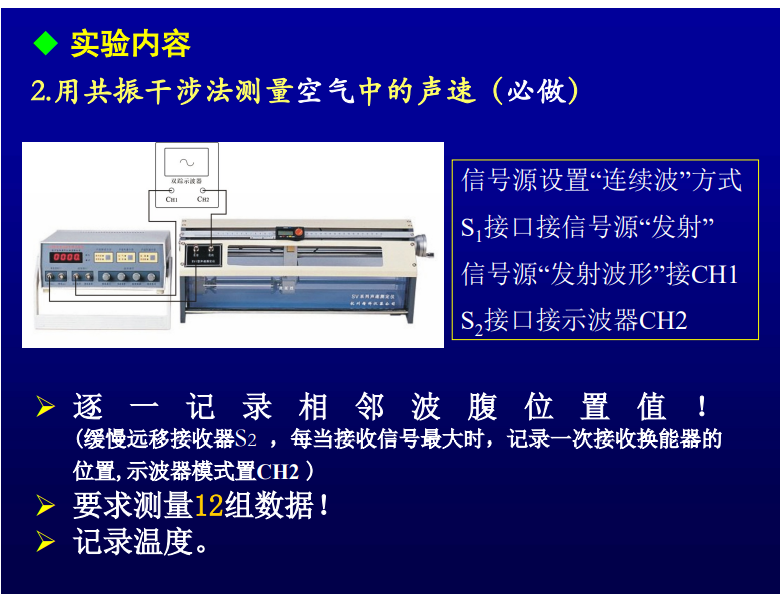 实验内容
2.用共振干涉法测量空气中的声速（必做）
双踪示波器
CH1 CH2
信号源设置“连续波”方式
S1接口接信号源“发射”
信号源“发射波形”接CH1
S2接口接示波器CH2
逐一记录相邻波腹位置值！
(缓慢远移接收器S2 ，每当接收信号最大时，记录一次接收换能器的
位置,示波器模式置CH2 ）
要求测量12组数据！
记录温度。